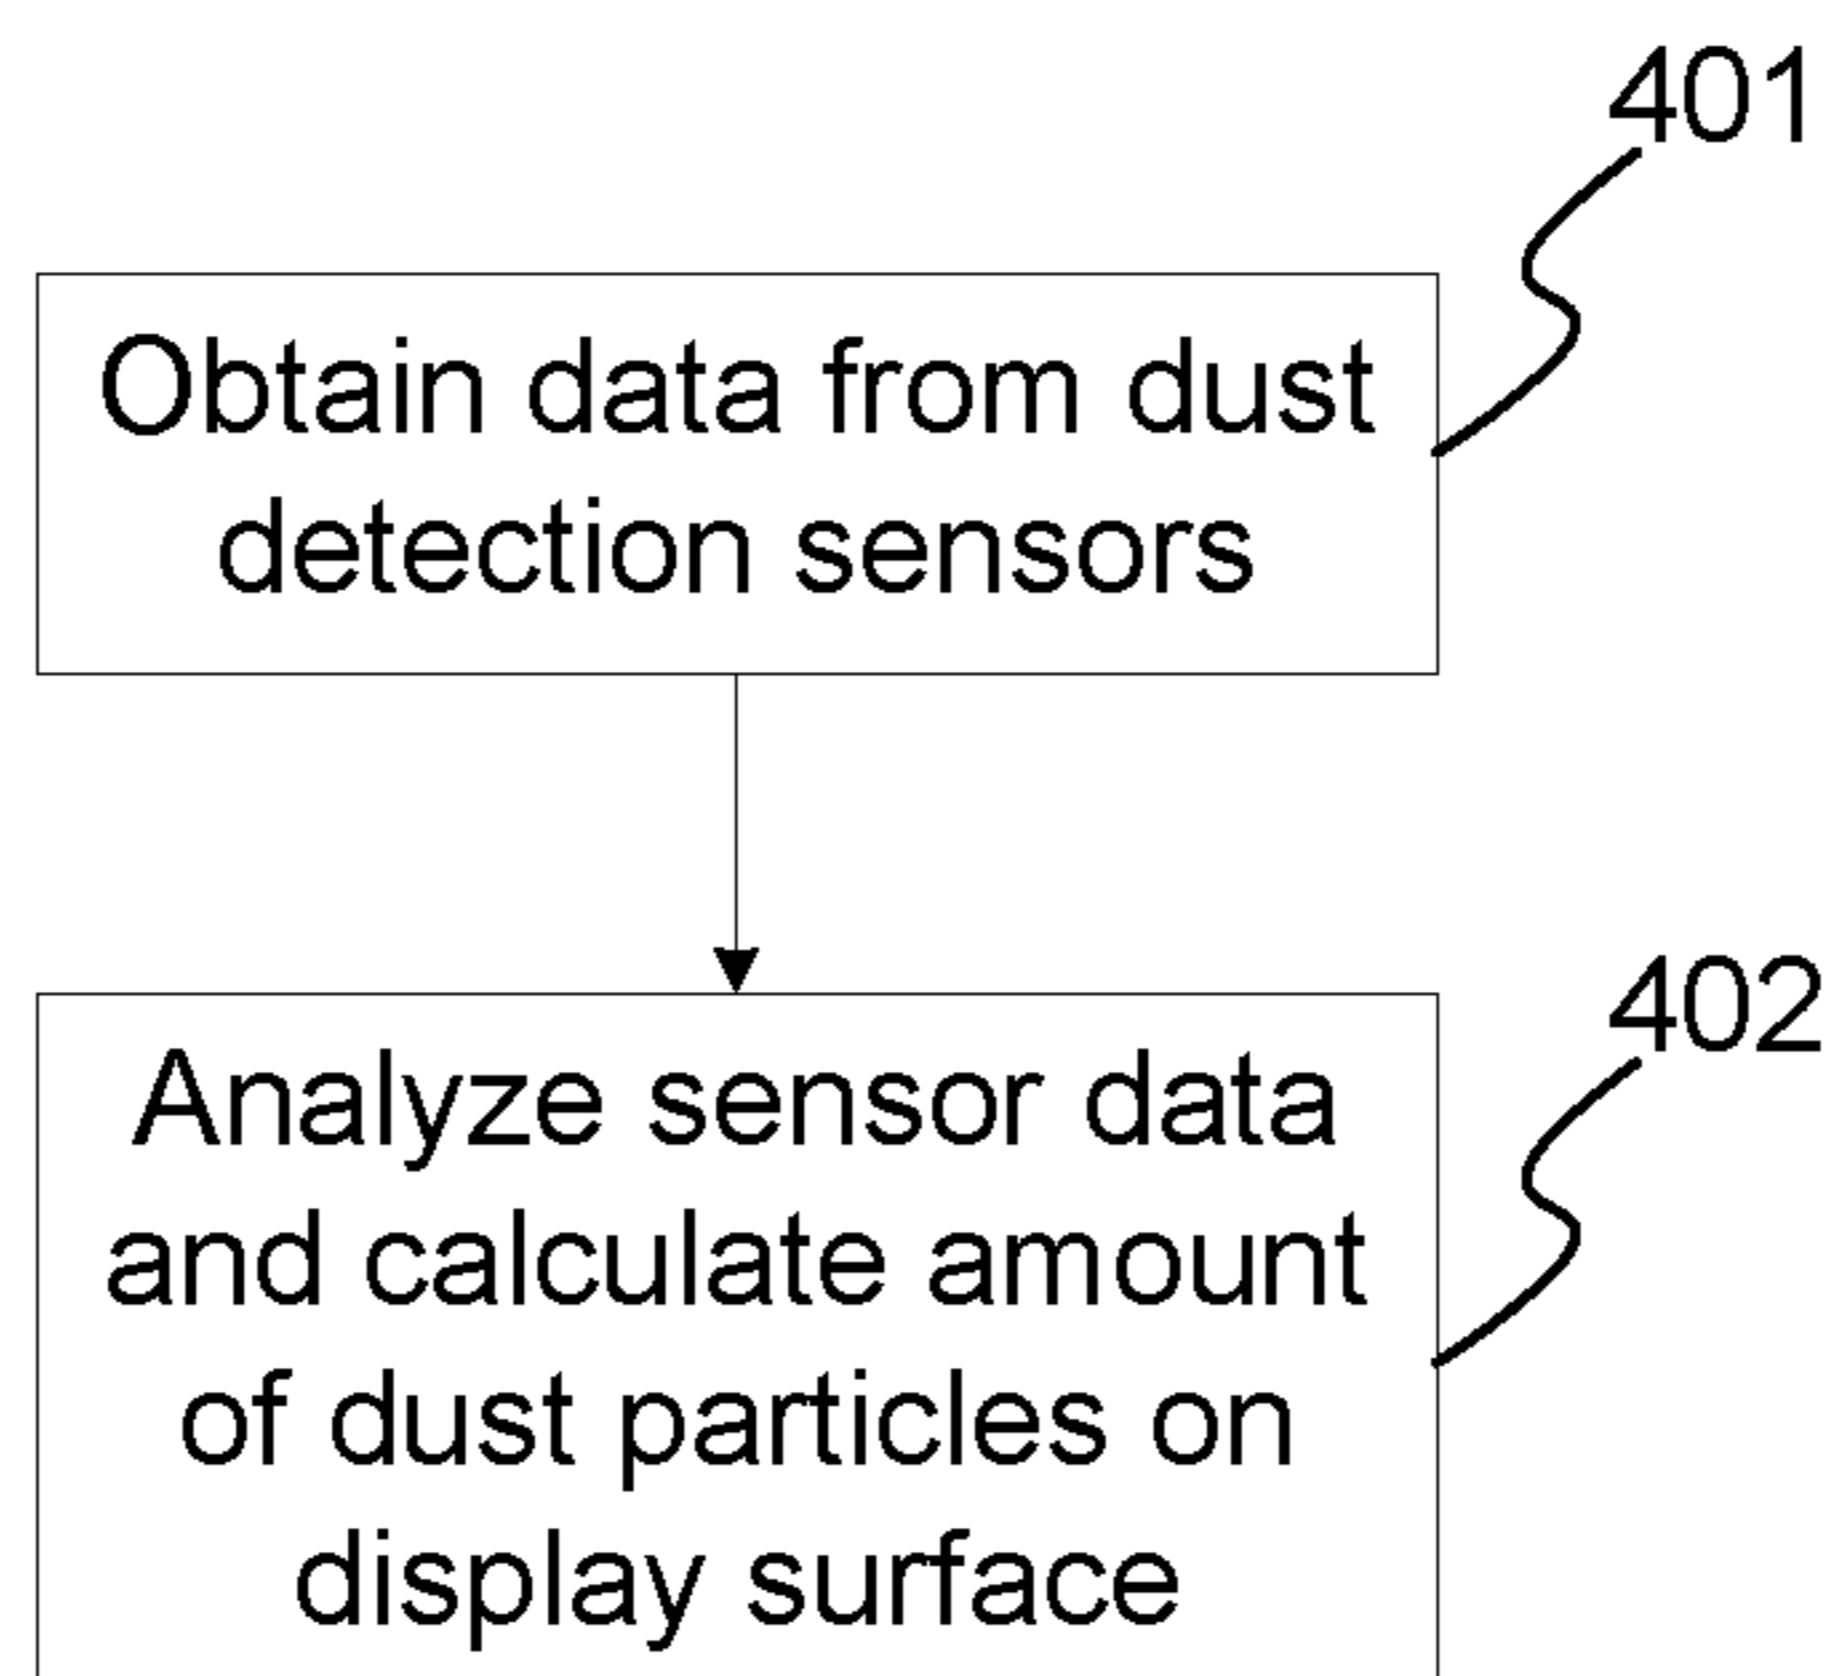 401
Obtain data from dust
detection sensors
402
Analyze sensor data
and calculate amount
of dust particles on
display surface